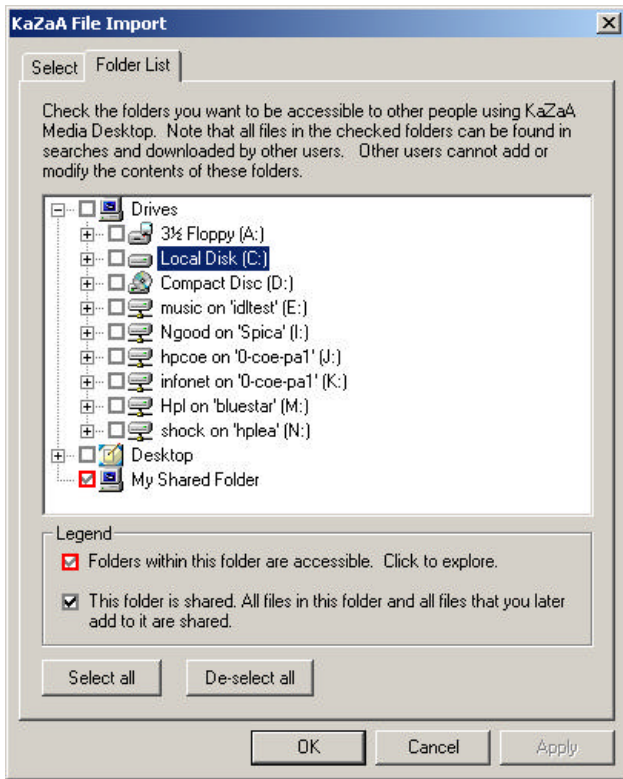 KaZaA File Import
Select Folder List
Check the folders you want to be accessible to other people using KaZaA
Media Desktop. Note that all files in the checked folders can be found in
searches and downloaded by other users. Other users cannot add or
modify the contents of these folders.
Drives
3½ Floppy (A:)
Local Disk (C:)
Compact Disc (D:)
music on 'idltest' (E:)
Ngood on 'Spica' (I:)
hpcoe on '0-coe-pa1' (J:)
infonet on '0-coe-pa1' (K:)
Hpl on 'bluestar' (M:)
shock on 'hplea' (N:)
Desktop
My Shared Folder
Legend
Folders within this folder are accessible. Click to explore.
This folder is shared. All files in this folder and all files that you later
add to it are shared.
Select all De-select all
OK Cancel Apply